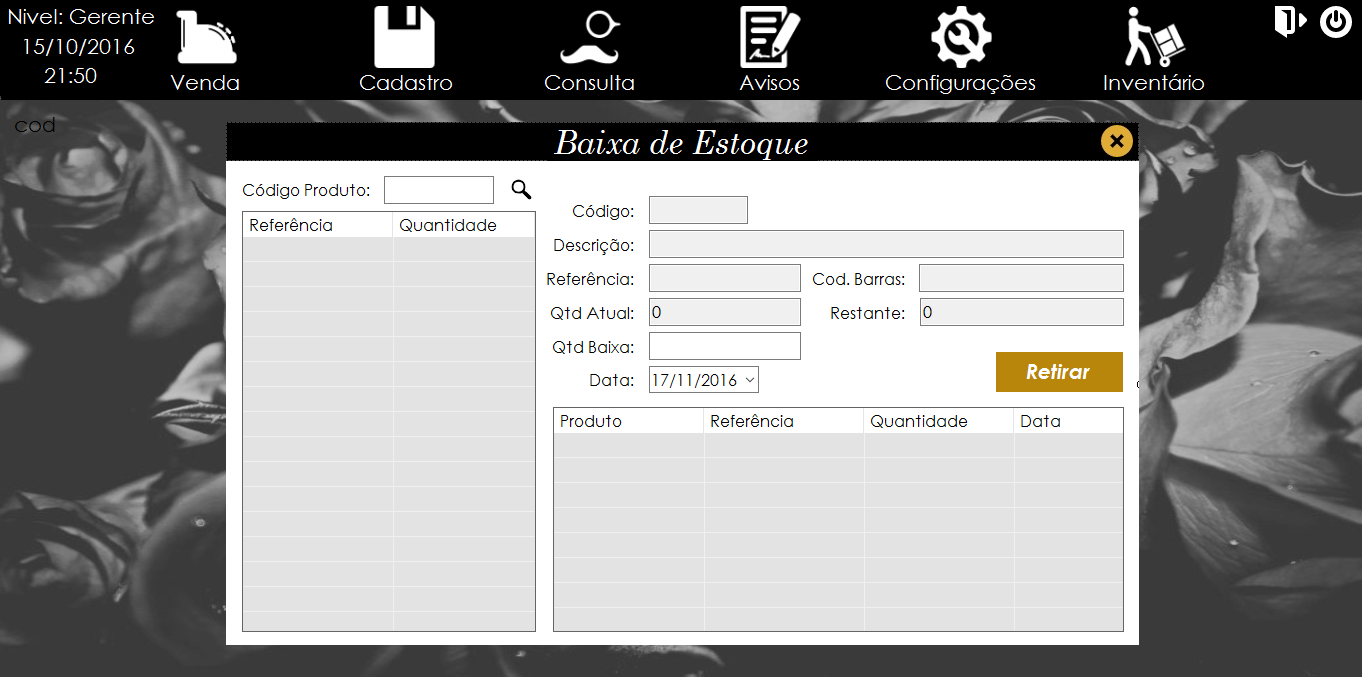 Nivel: Gerente
15/10/2016
21:50
Venda
Cadastro
Consulta
Avisos
Configurações
Inventário
cod
Baixa de Estoque
Código Produto:
Referência Quantidade
Código:
Descrição:
Referência: Cod. Barras:
Qtd Atual: 0 Restante: 0
Qtd Baixa:
Data: 17/11/2016
Retirar
Produto Referência Quantidade Data